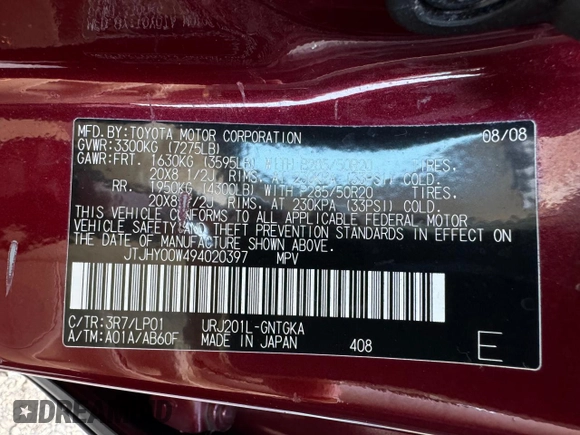 MFD. BY: TOYOTA MOTOR CORPORATION 08/08
GVWR: 3300KG (7275LB)
GAWR: FRT. 1630KG (3595LB) WITH P285/50R20 TIRES.
20X8 1/2J RIMS. AT COLD.
RR. 1950KG (4300LB) WITH P285/50R20 TIRES.
20X8 1/2J RIMS. AT 230KPA (33PSI) COLD.
THIS VEHICLE CONFORMS TO ALL APPLICABLE FEDERAL MOTOR
VEHICLE SAFETY AND THEFT PREVENTION STANDARDS IN EFFECT
ON THE DATE OF MANUFACTURE SHOWN ABOVE.
JTJHY00W494020397 MPV
C/TR: 3R7/LP01 URJ201L-GNTGKA
A/TM: A01A/AB60F MADE IN JAPAN 408 E